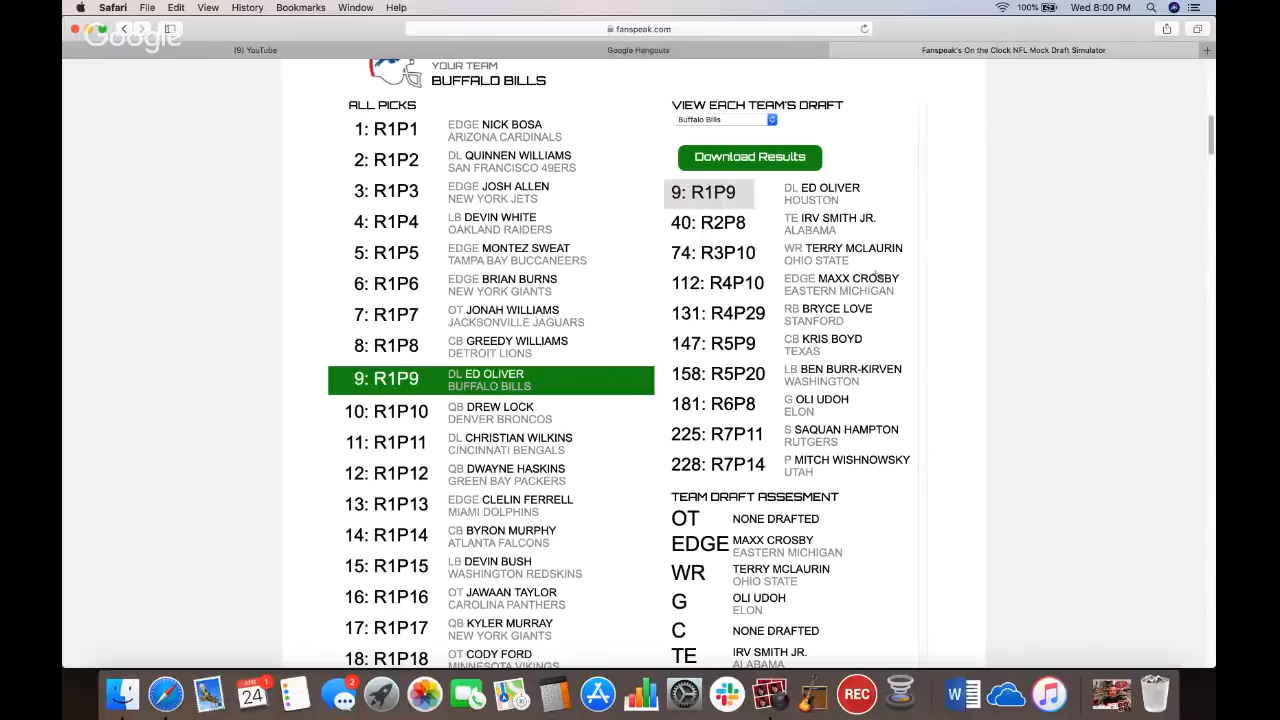 Safari File Edit View History Bookmarks Window Help 100% Wed 8:00 PM
Google
fanspeak.com
(9) YouTube Google Hangouts Fanspeak's On the Clock NFL Mock Draft Simulator
YOUR TEAM
BUFFALO BILLS
ALL PICKS
1: R1P1 EDGE NICK BOSA
ARIZONA CARDINALS
2: R1P2 DL QUINNEN WILLIAMS
SAN FRANCISCO 49ERS
3: R1P3 EDGE JOSH ALLEN
NEW YORK JETS
4: R1P4 LB DEVIN WHITE
OAKLAND RAIDERS
5: R1P5 EDGE MONTEZ SWEAT
TAMPA BAY BUCCANEERS
6: R1P6 EDGE BRIAN BURNS
NEW YORK GIANTS
7: R1P7 OT JONAH WILLIAMS
JACKSONVILLE JAGUARS
8: R1P8 CB GREEDY WILLIAMS
DETROIT LIONS
9: R1P9 DL ED OLIVER
BUFFALO BILLS
10: R1P10 QB DREW LOCK
DENVER BRONCOS
11: R1P11 DL CHRISTIAN WILKINS
CINCINNATI BENGALS
12: R1P12 QB DWAYNE HASKINS
GREEN BAY PACKERS
13: R1P13 EDGE CLELIN FERRELL
MIAMI DOLPHINS
14: R1P14 CB BYRON MURPHY
ATLANTA FALCONS
15: R1P15 LB DEVIN BUSH
WASHINGTON REDSKINS
16: R1P16 OT JAWAAN TAYLOR
CAROLINA PANTHERS
17: R1P17 QB KYLER MURRAY
NEW YORK GIANTS
18: R1P18 OT CODY FORD
MINNESOTA VIKINGS
VIEW EACH TEAM'S DRAFT
Buffalo Bills
Download Results
9: R1P9 DL ED OLIVER
HOUSTON
40: R2P8 TE IRV SMITH JR.
ALABAMA
74: R3P10 WR TERRY MCLAURIN
OHIO STATE
112: R4P10 EDGE MAXX CROSBY
EASTERN MICHIGAN
131: R4P29 RB BRYCE LOVE
STANFORD
147: R5P9 CB KRIS BOYD
TEXAS
158: R5P20 LB BEN BURR-KIRVEN
WASHINGTON
181: R6P8 G OLI UDOH
ELON
225: R7P11 S SAQUAN HAMPTON
RUTGERS
228: R7P14 P MITCH WISHNOWSKY
UTAH
TEAM DRAFT ASSESMENT
OT NONE DRAFTED
EDGE MAXX CROSBY
EASTERN MICHIGAN
WR TERRY MCLAURIN
OHIO STATE
G OLI UDOH
ELON
C NONE DRAFTED
TE IRV SMITH JR.
ALABAMA
APR 24 1
2
REC
W